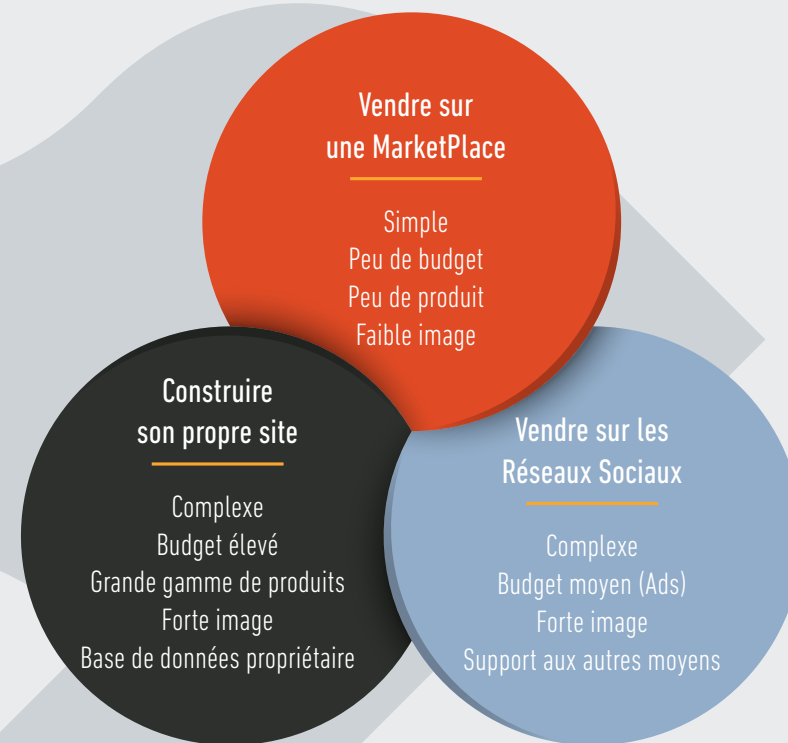 Vendre sur
une MarketPlace
Simple
Peu de budget
Peu de produit
Faible image
Construire
son propre site
Complexe
Budget élevé
Grande gamme de produits
Forte image
Base de données propriétaire
Vendre sur les
Réseaux Sociaux
Complexe
Budget moyen (Ads)
Forte image
Support aux autres moyens